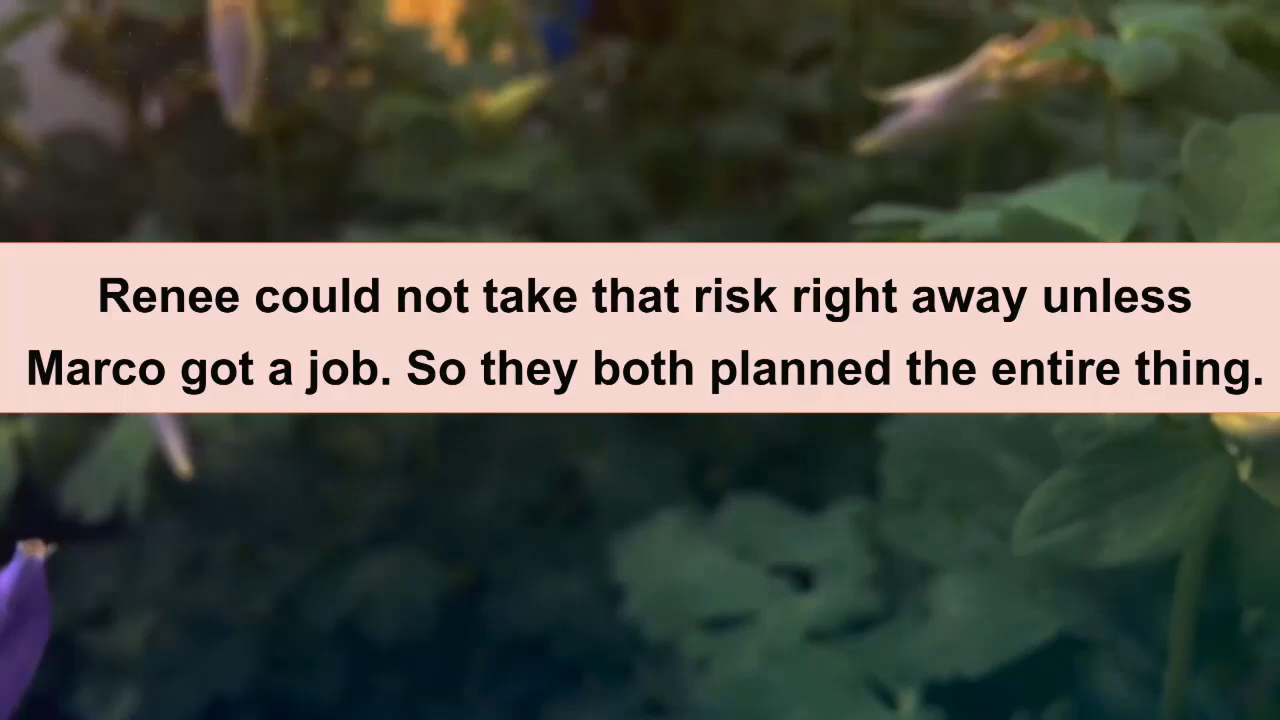 Renee could not take that risk right away unless
Marco got a job. So they both planned the entire thing.